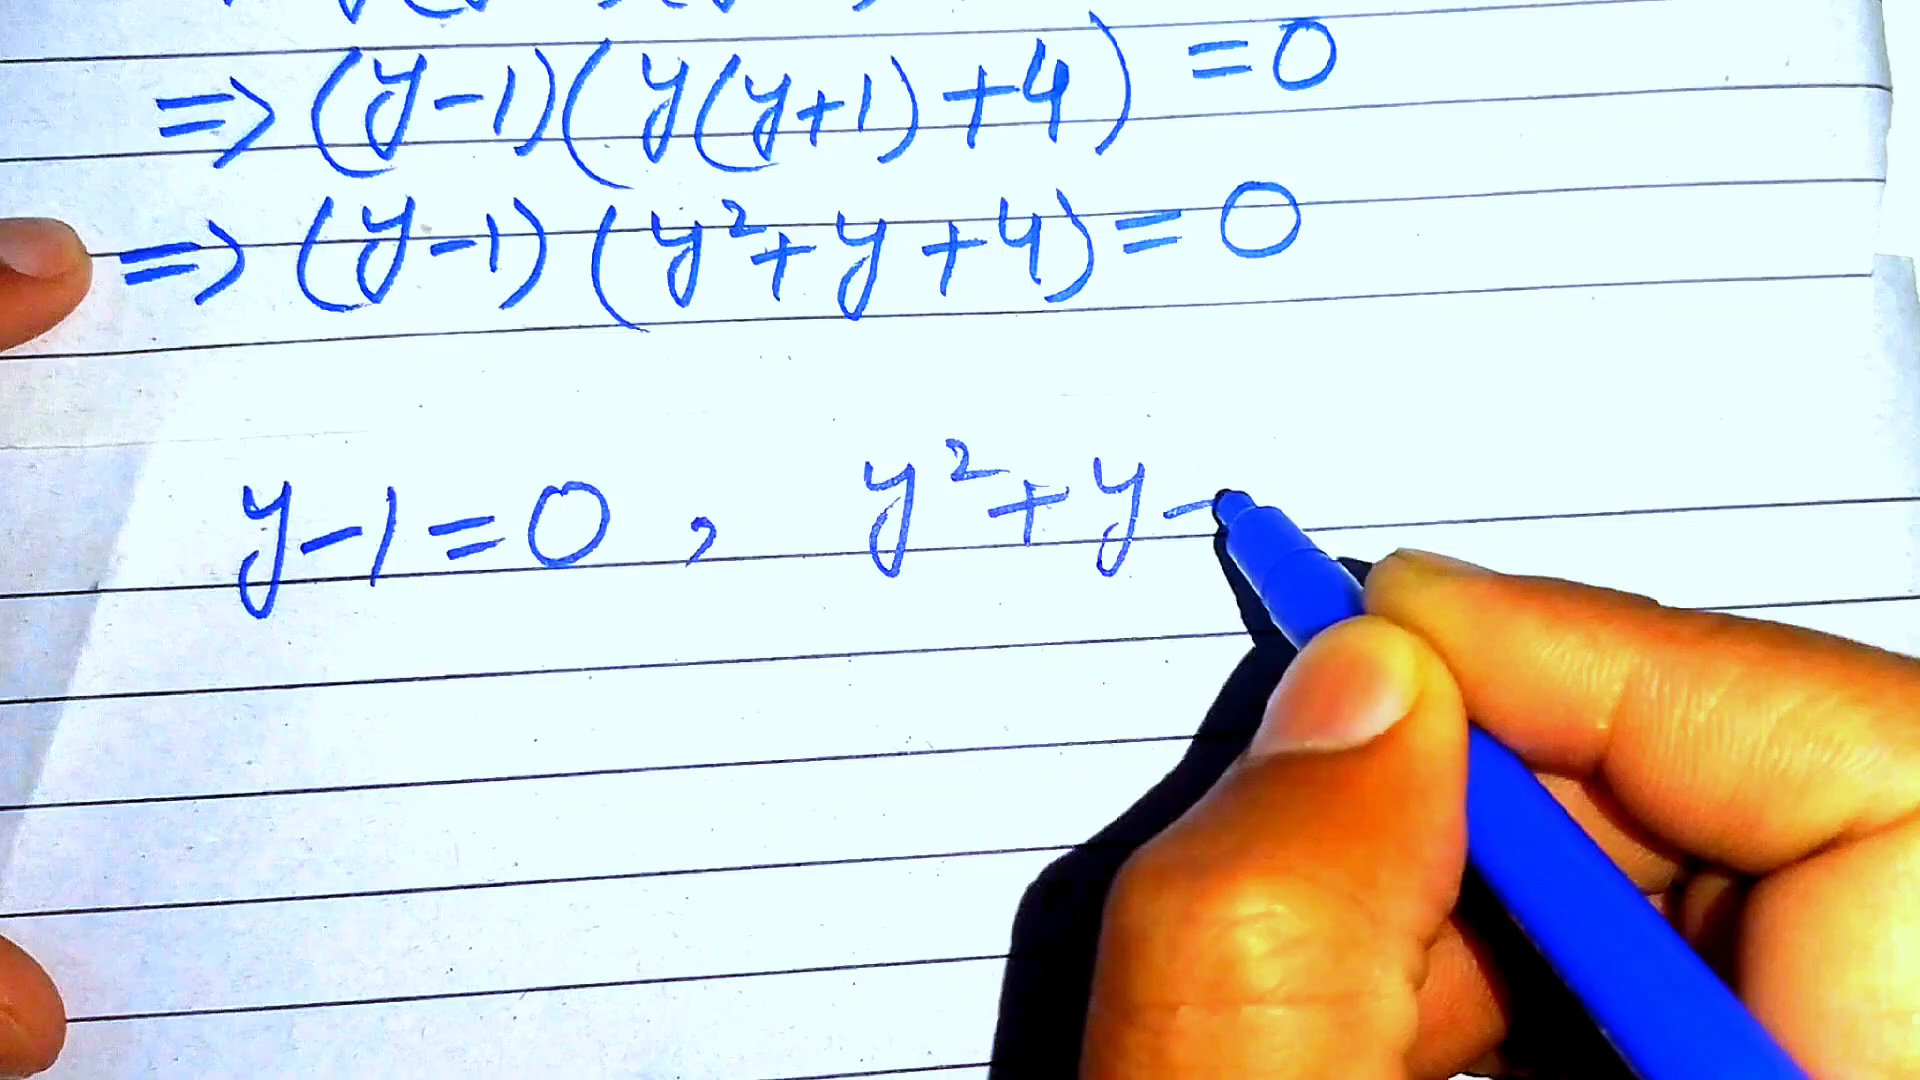 => (y-1)(y(y+1)+4) = 0
=> (y-1) (y²+y+4) = 0
y-1=0 , y²+y-